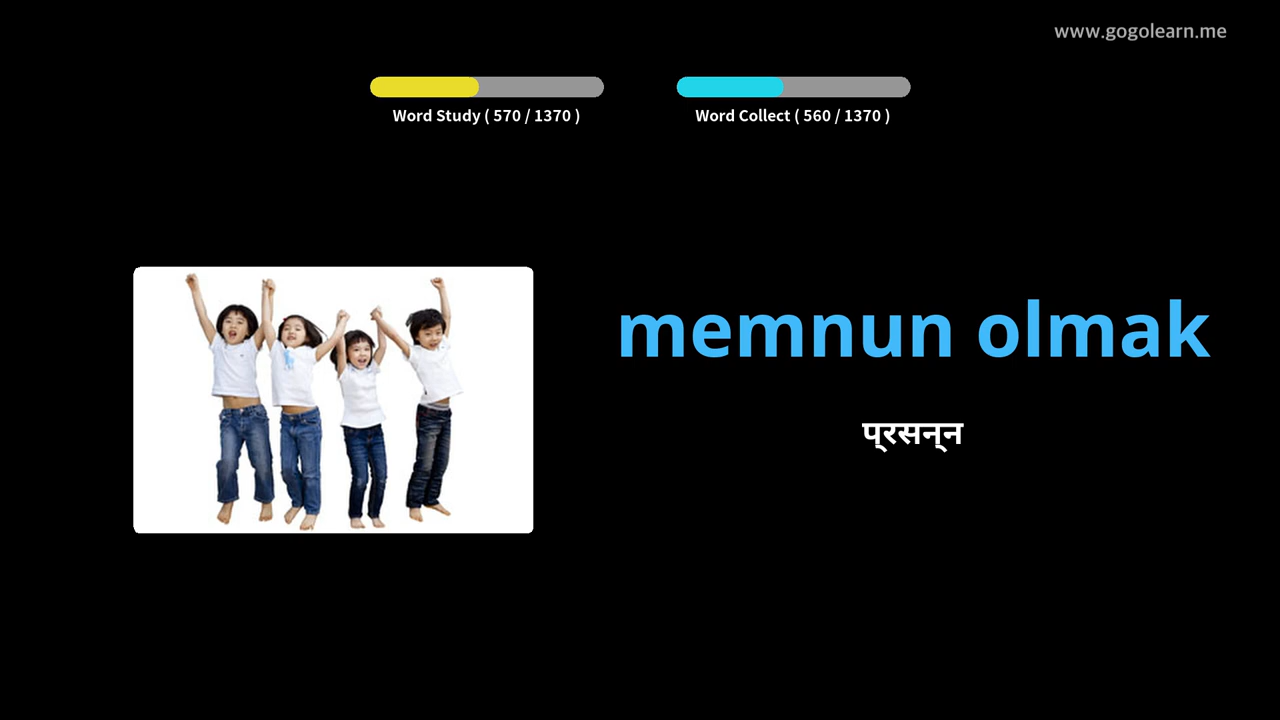 www.gogolearn.me
Word Study ( 570 / 1370 )
Word Collect ( 560 / 1370 )
memnun olmak
प्रसन्न